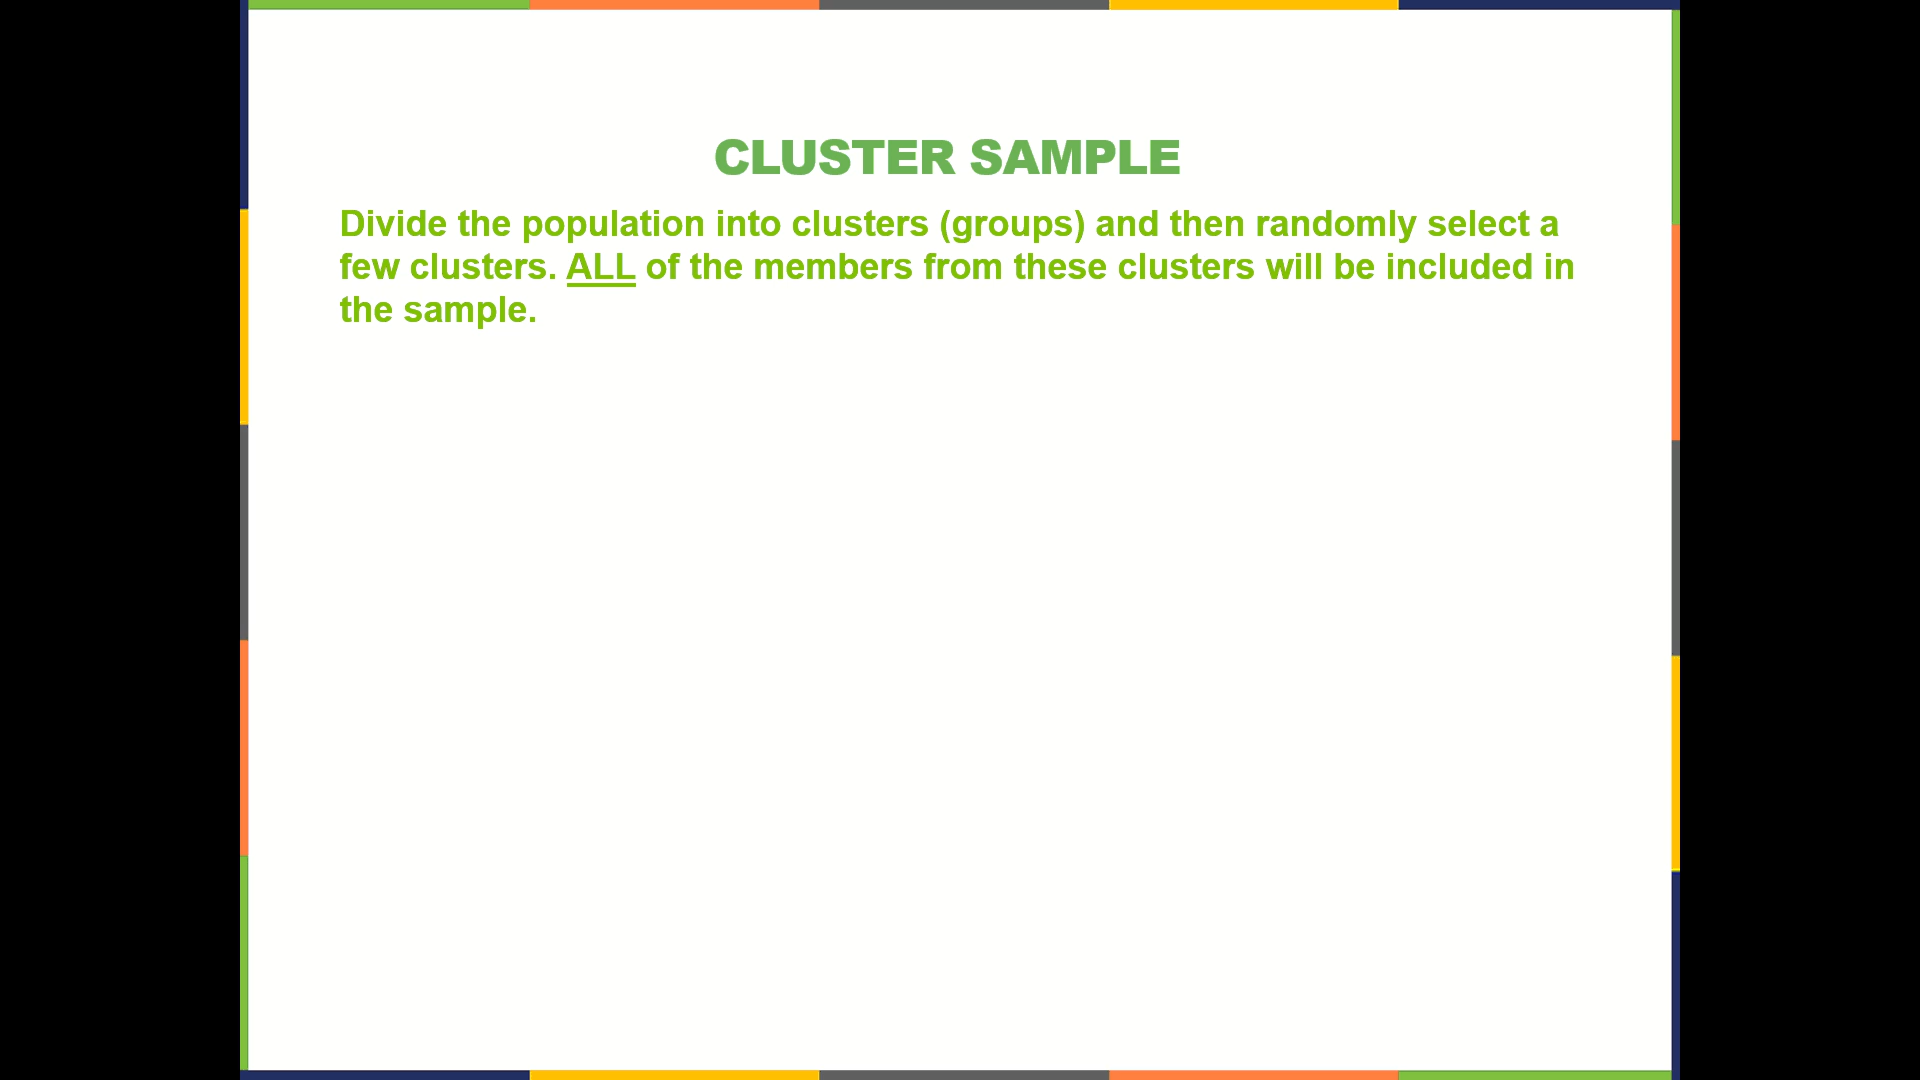 CLUSTER SAMPLE
Divide the population into clusters (groups) and then randomly select a
few clusters. ALL of the members from these clusters will be included in
the sample.